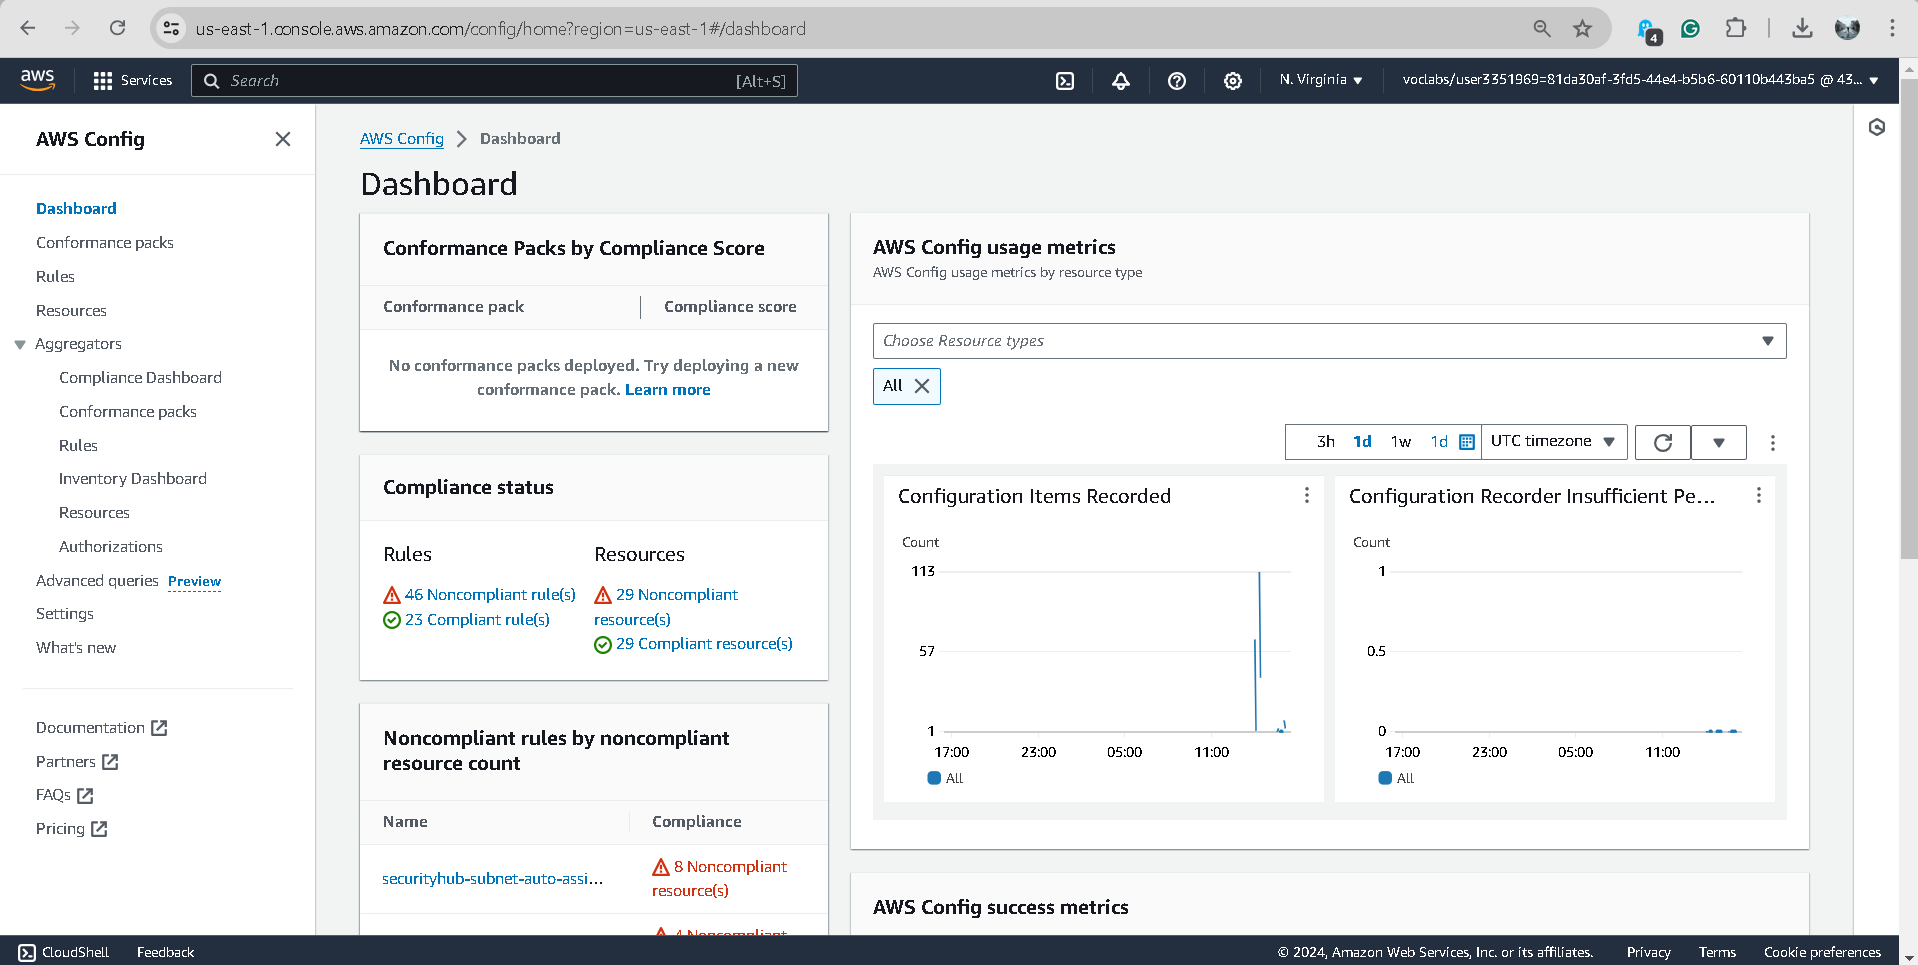 us-east-1.console.aws.amazon.com/config/home?region=us-east-1#/dashboard
4
aws
Services
Search
[Alt+S]
N. Virginia
voclabs/user3351969=81da30af-3fd5-44e4-b5b6-60110b443ba5 @ 43...
AWS Config
Dashboard
Conformance packs
Rules
Resources
Aggregators
Compliance Dashboard
Conformance packs
Rules
Inventory Dashboard
Resources
Authorizations
Advanced queries Preview
Settings
What's new
Documentation
Partners
FAQs
Pricing
AWS Config > Dashboard
Dashboard
Conformance Packs by Compliance Score
Conformance pack
Compliance score
No conformance packs deployed. Try deploying a new
conformance pack. Learn more
Compliance status
Rules
46 Noncompliant rule(s)
23 Compliant rule(s)
Resources
29 Noncompliant
resource(s)
29 Compliant resource(s)
Noncompliant rules by noncompliant
resource count
Name
Compliance
securityhub-subnet-auto-assi...
8 Noncompliant
resource(s)
4 Noncompliant
AWS Config usage metrics
AWS Config usage metrics by resource type
Choose Resource types
All
3h 1d 1w 1d
UTC timezone
Configuration Items Recorded
Count
113
57
1
17:00 23:00 05:00 11:00
All
Configuration Recorder Insufficient Pe...
Count
1
0.5
0
17:00 23:00 05:00 11:00
All
AWS Config success metrics
CloudShell
Feedback
© 2024, Amazon Web Services, Inc. or its affiliates.
Privacy
Terms
Cookie preferences